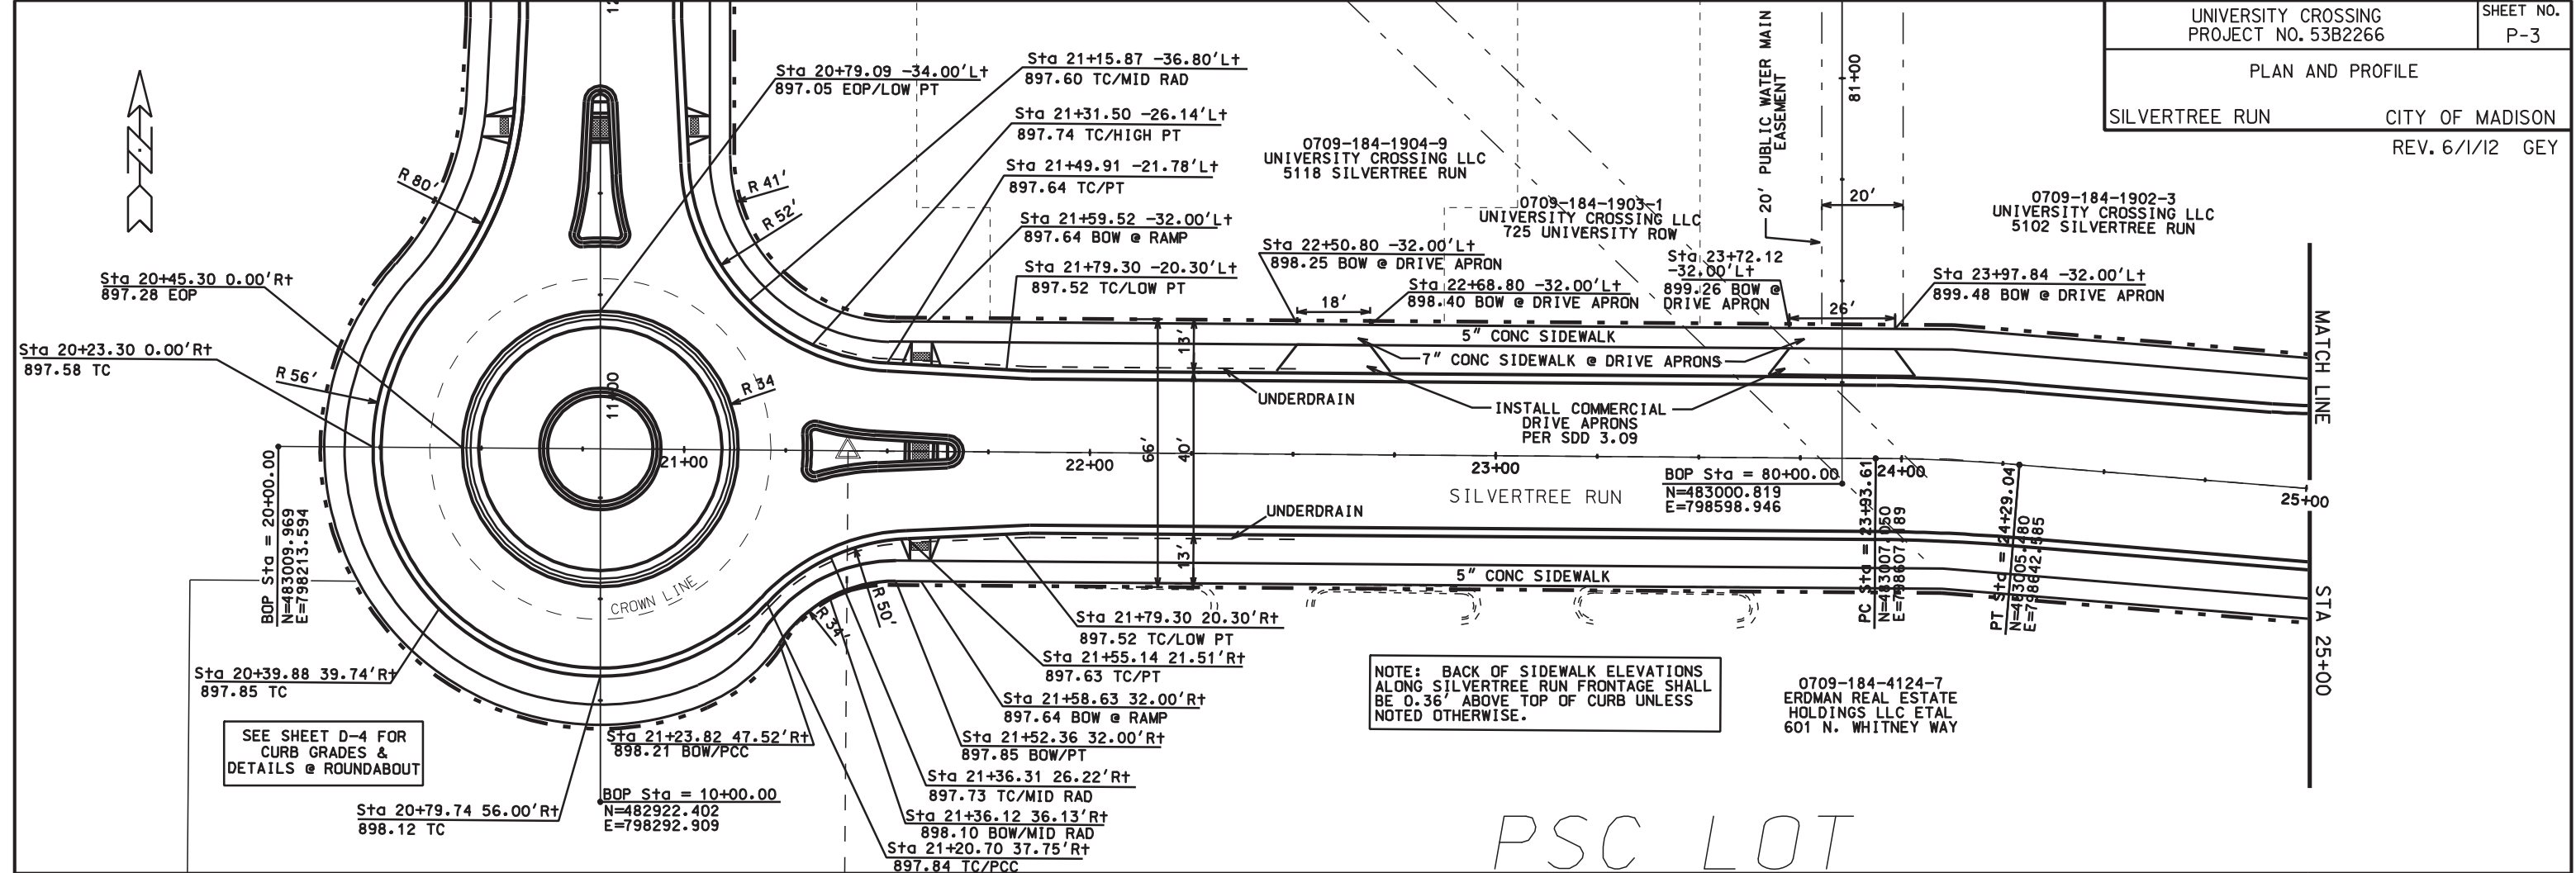 UNIVERSITY CROSSING
PROJECT NO. 53B2266
SHEET NO.
P-3
PLAN AND PROFILE
SILVERTREE RUN
CITY OF MADISON
REV. 6/1/12 GEY
N
81+00
20' PUBLIC WATER MAIN
EASEMENT
Sta 20+79.09 -34.00'Lt
897.05 EOP/LOW PT
Sta 21+15.87 -36.80'Lt
897.60 TC/MID RAD
Sta 21+31.50 -26.14'Lt
897.74 TC/HIGH PT
Sta 21+49.91 -21.78'Lt
897.64 TC/PT
Sta 21+59.52 -32.00'Lt
897.64 BOW @ RAMP
Sta 21+79.30 -20.30'Lt
897.52 TC/LOW PT
0709-184-1904-9
UNIVERSITY CROSSING LLC
5118 SILVERTREE RUN
0709-184-1903-1
UNIVERSITY CROSSING LLC
725 UNIVERSITY ROW
0709-184-1902-3
UNIVERSITY CROSSING LLC
5102 SILVERTREE RUN
20'
Sta 22+50.80 -32.00'Lt
898.25 BOW @ DRIVE APRON
Sta 22+68.80 -32.00'Lt
898.40 BOW @ DRIVE APRON
Sta 23+72.12
-32.00'Lt
899.26 BOW @
DRIVE APRON
Sta 23+97.84 -32.00'Lt
899.48 BOW @ DRIVE APRON
18'
26'
R 80'
R 41'
R 52'
Sta 20+45.30 0.00'Rt
897.28 EOP
Sta 20+23.30 0.00'Rt
897.58 TC
R 56'
R 34
11+00
13'
5" CONC SIDEWALK
7" CONC SIDEWALK @ DRIVE APRONS
UNDERDRAIN
INSTALL COMMERCIAL
DRIVE APRONS
PER SDD 3.09
MATCH LINE
STA 25+00
66'
40'
21+00
22+00
23+00
24+00
25+00
SILVERTREE RUN
BOP Sta = 80+00.00
N=483000.819
E=798598.946
BOP Sta = 20+00.00
N=483009.969
E=798213.594
UNDERDRAIN
13'
5" CONC SIDEWALK
PC Sta = 23+93.61
PT Sta = 24+29.04
CROWN LINE
R 50'
R 34'
Sta 21+79.30 20.30'Rt
897.52 TC/LOW PT
Sta 21+55.14 21.51'Rt
897.63 TC/PT
Sta 21+58.63 32.00'Rt
897.64 BOW @ RAMP
Sta 21+52.36 32.00'Rt
897.85 BOW/PT
Sta 21+36.31 26.22'Rt
897.73 TC/MID RAD
Sta 21+36.12 36.13'Rt
898.10 BOW/MID RAD
Sta 21+20.70 37.75'Rt
897.84 TC/PCC
Sta 20+39.88 39.74'Rt
897.85 TC
SEE SHEET D-4 FOR
CURB GRADES &
DETAILS @ ROUNDABOUT
Sta 21+23.82 47.52'Rt
898.21 BOW/PCC
Sta 20+79.74 56.00'Rt
898.12 TC
BOP Sta = 10+00.00
N=482922.402
E=798292.909
NOTE: BACK OF SIDEWALK ELEVATIONS
ALONG SILVERTREE RUN FRONTAGE SHALL
BE 0.36' ABOVE TOP OF CURB UNLESS
NOTED OTHERWISE.
0709-184-4124-7
ERDMAN REAL ESTATE
HOLDINGS LLC ETAL
601 N. WHITNEY WAY
PSC LOT